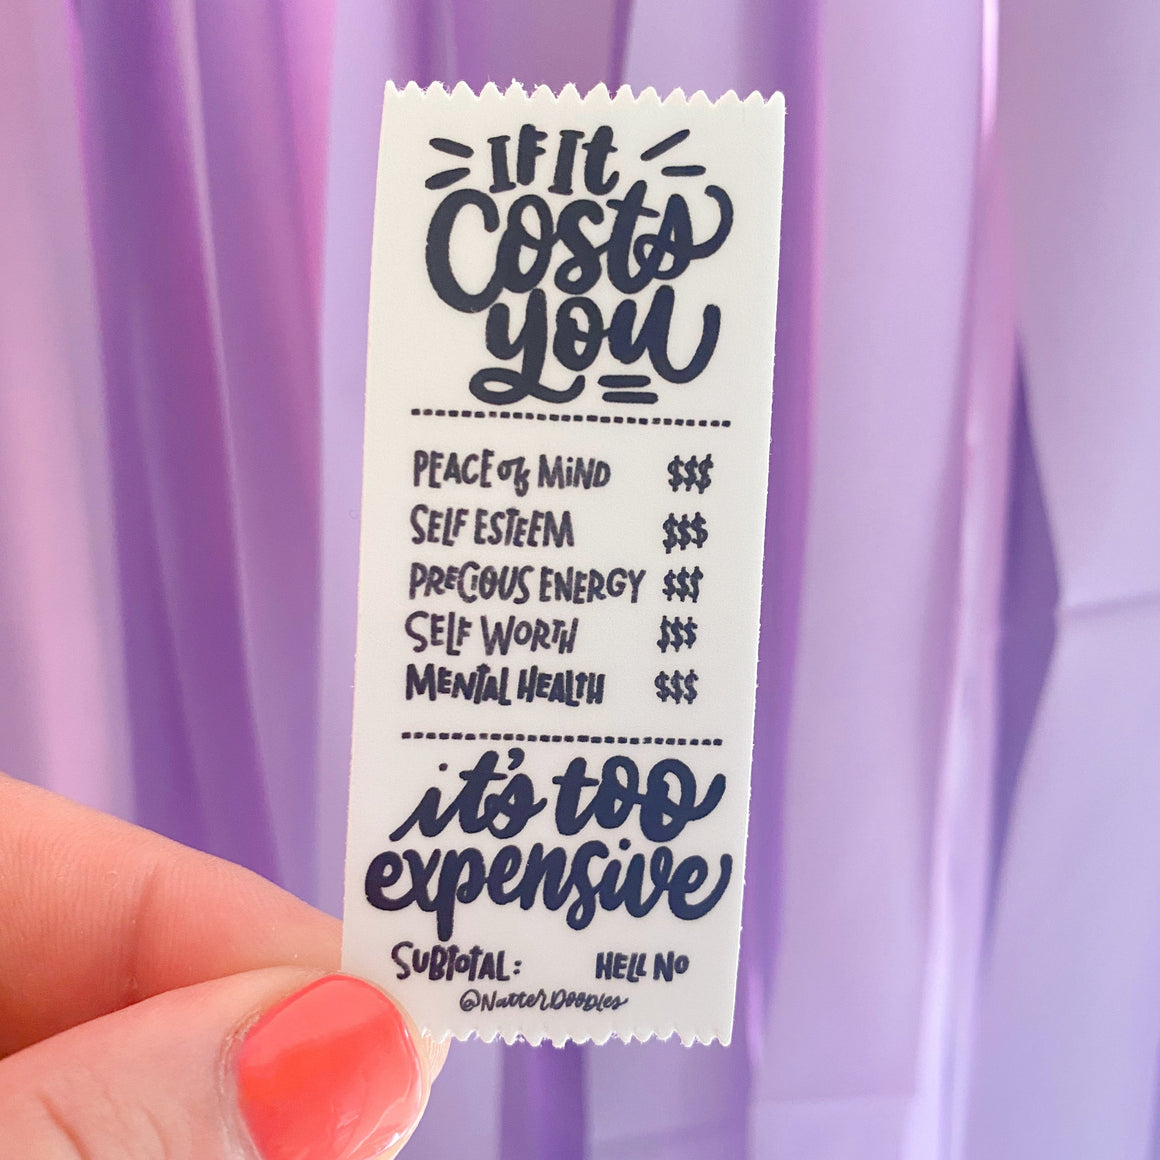 If It
Costs
you
PEACE of MiND $$$
SELF ESTEEM $$$
PRECIOUS ENERGY $$$
SELF WORTH $$$
MENTAL HEALTH $$$
it's too
expensive
SUBTOTAL: HELL NO
@NatterDoodles